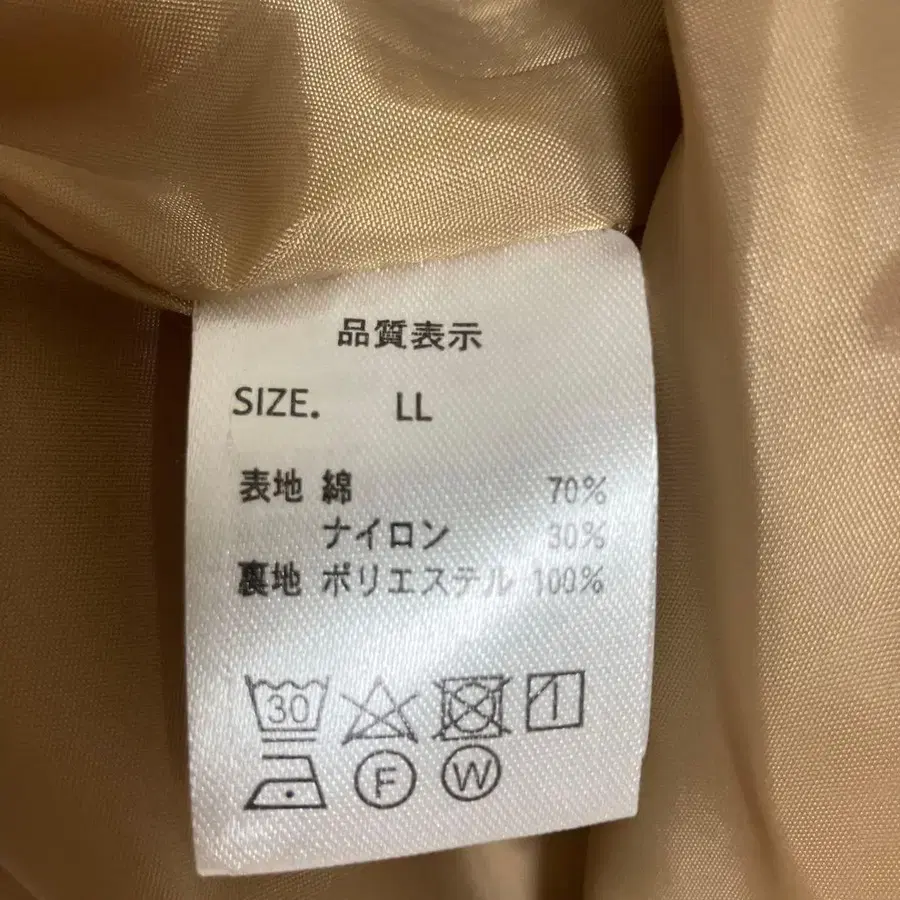 品質表示
SIZE. LL
表地 綿 70%
ナイロン 30%
裏地 ポリエステル 100%
30
F W